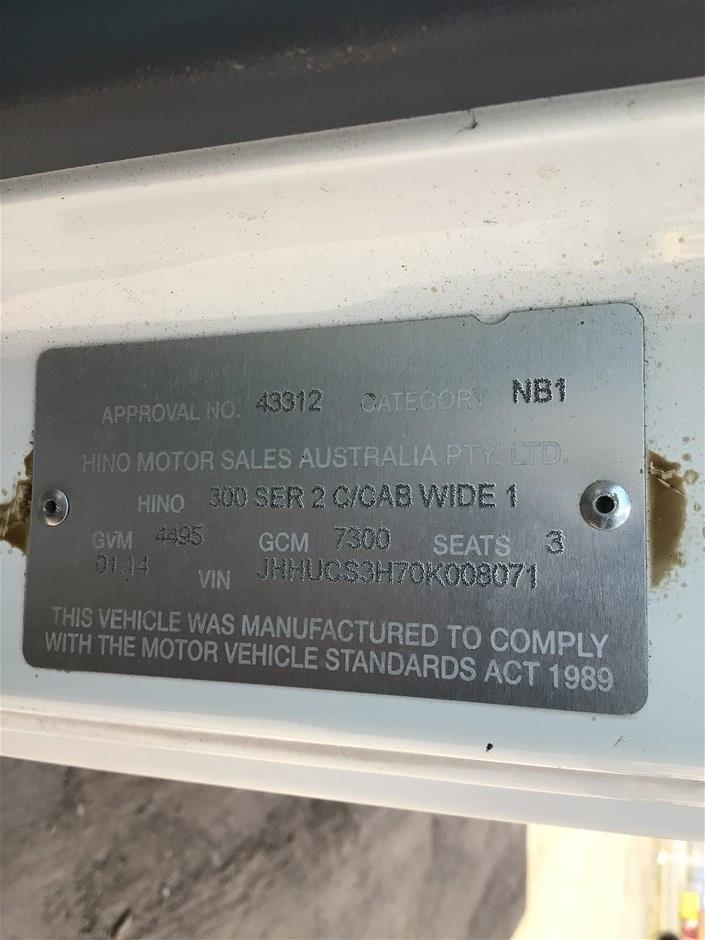 APPROVAL NO. 43312 CATEGORY NB1
HINO MOTOR SALES AUSTRALIA PTY. LTD.
HINO 300 SER 2 C/CAB WIDE 1
GVM 4495 GCM 7300 SEATS 3
01.14 VIN JHHUCS3H70K008071
THIS VEHICLE WAS MANUFACTURED TO COMPLY
WITH THE MOTOR VEHICLE STANDARDS ACT 1989